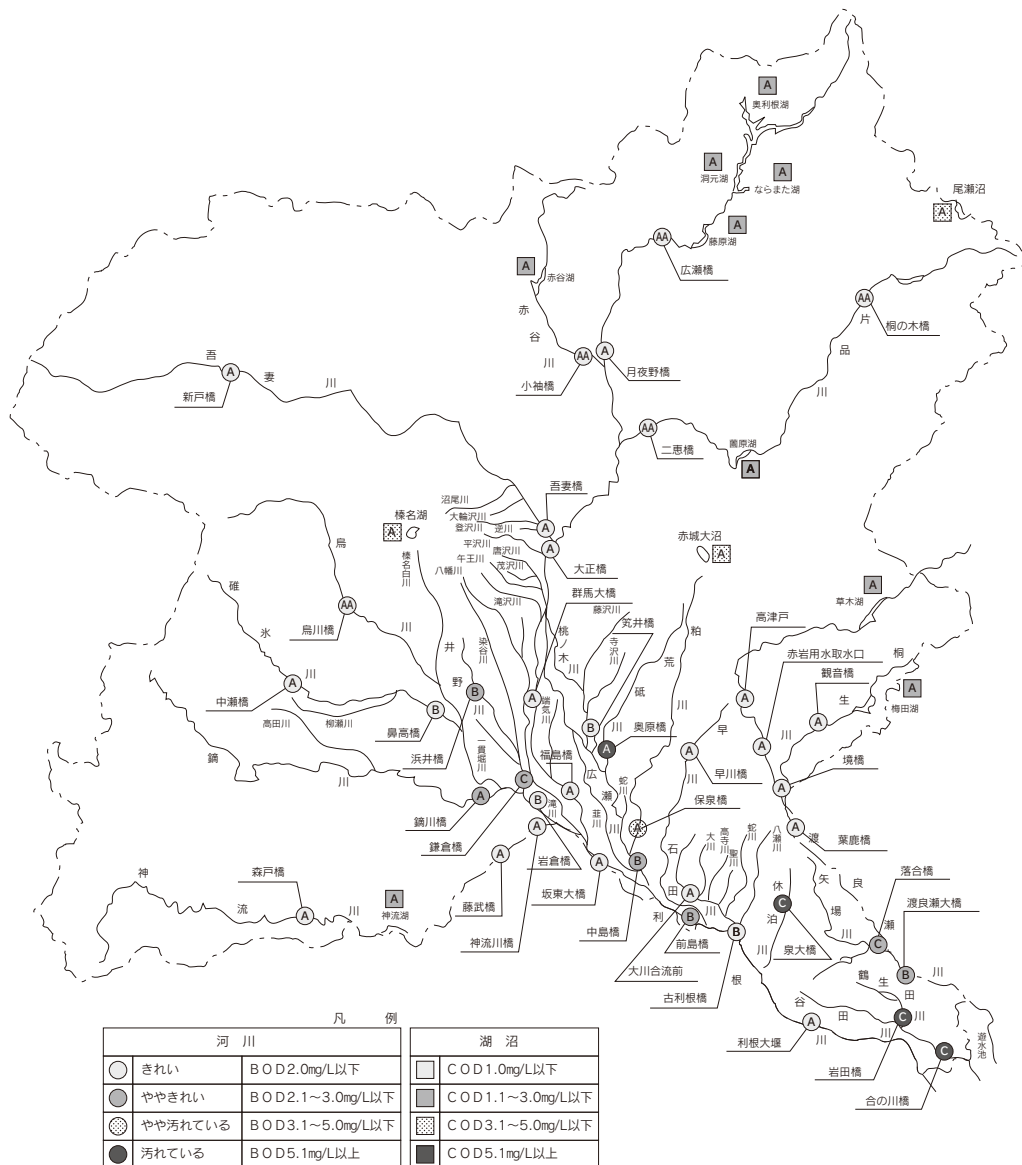 A
奥利根湖
A
洞元湖
A
ならまた湖
尾瀬沼
A
A
藤原湖
AA
広瀬橋
A
赤谷湖
赤谷川
AA
桐の木橋
片品川
AA
小袖橋
A
月夜野橋
吾妻川
A
新戸橋
AA
二恵橋
薗原湖
A
吾妻橋
A
沼尾川
大輪沢川
登沢川
逆川
平沢川
唐沢川
午王川
茂沢川
八幡川
滝沢川
A
大正橋
榛名湖
A
榛名白川
赤城大沼
A
群馬大橋
A
藤沢川
筑井橋
B
寺沢川
桃ノ木川
端気川
荒砥川
粕川
A
奥原橋
A
草木湖
高津戸
A
赤岩用水取水口
A
観音橋
A
桐生川
A
梅田湖
境橋
A
早川
A
早川橋
渡良瀬川
A
葉鹿橋
烏川
AA
烏川橋
碓氷川
A
中瀬橋
高田川
柳瀬川
B
鼻高橋
井野川
染谷川
B
浜井橋
一貫堀川
鏑川
A
鏑川橋
C
鎌倉橋
B
岩倉橋
滝川
福島橋
A
韮川
広瀬川
蛇川
A
保泉橋
B
中島橋
A
坂東大橋
A
神流川橋
A
藤武橋
神流川
A
森戸橋
A
神流湖
石田川
大川
高寺川
聖川
蛇川
八瀬川
A
大川合流前
利根川
B
前島橋
B
古利根橋
休泊川
C
泉大橋
矢場川
C
落合橋
B
渡良瀬大橋
鶴生田川
谷田川
C
岩田橋
C
合の川橋
A
利根大堰
遊水池
凡 例
河 川
きれい BOD2.0mg/L以下
ややきれい BOD2.1〜3.0mg/L以下
やや汚れている BOD3.1〜5.0mg/L以下
汚れている BOD5.1mg/L以上
湖 沼
COD1.0mg/L以下
COD1.1〜3.0mg/L以下
COD3.1〜5.0mg/L以下
COD5.1mg/L以上